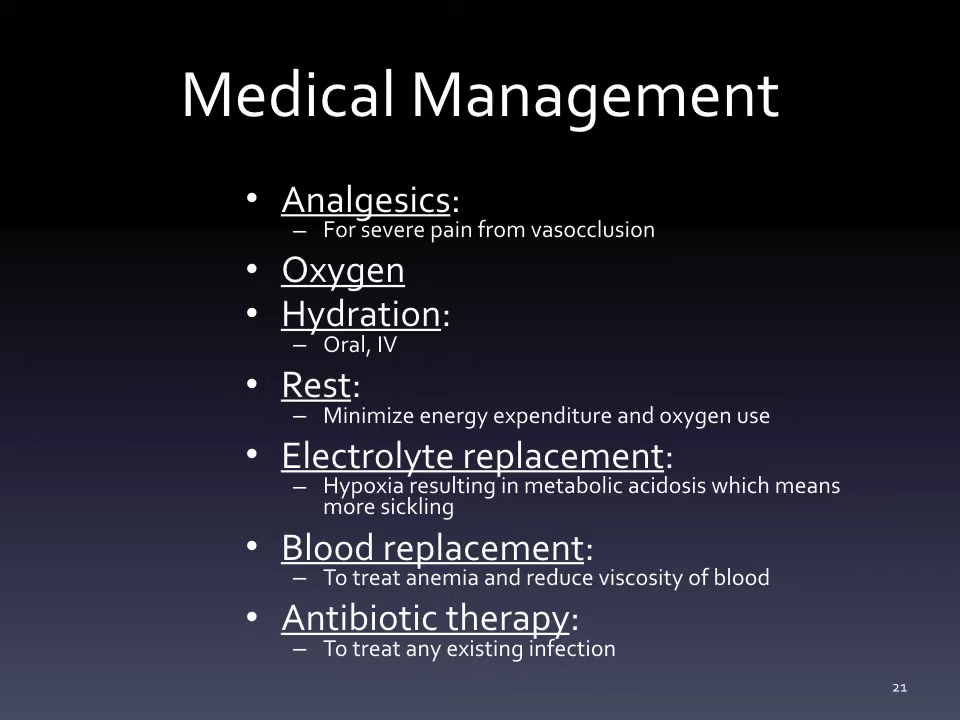 Medical Management
• Analgesics:
– For severe pain from vasocclusion
• Oxygen
• Hydration:
– Oral, IV
• Rest:
– Minimize energy expenditure and oxygen use
• Electrolyte replacement:
– Hypoxia resulting in metabolic acidosis which means
more sickling
• Blood replacement:
– To treat anemia and reduce viscosity of blood
• Antibiotic therapy:
– To treat any existing infection
21